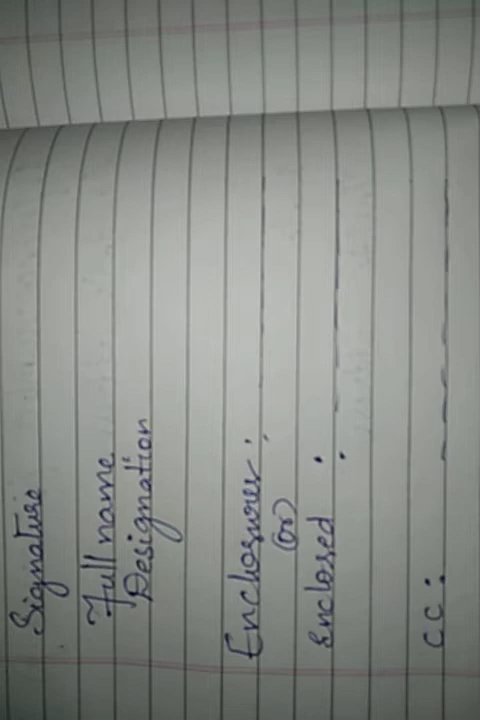 Signature
Full name
Designation
Enclosures :
(or)
Enclosed :
CC :